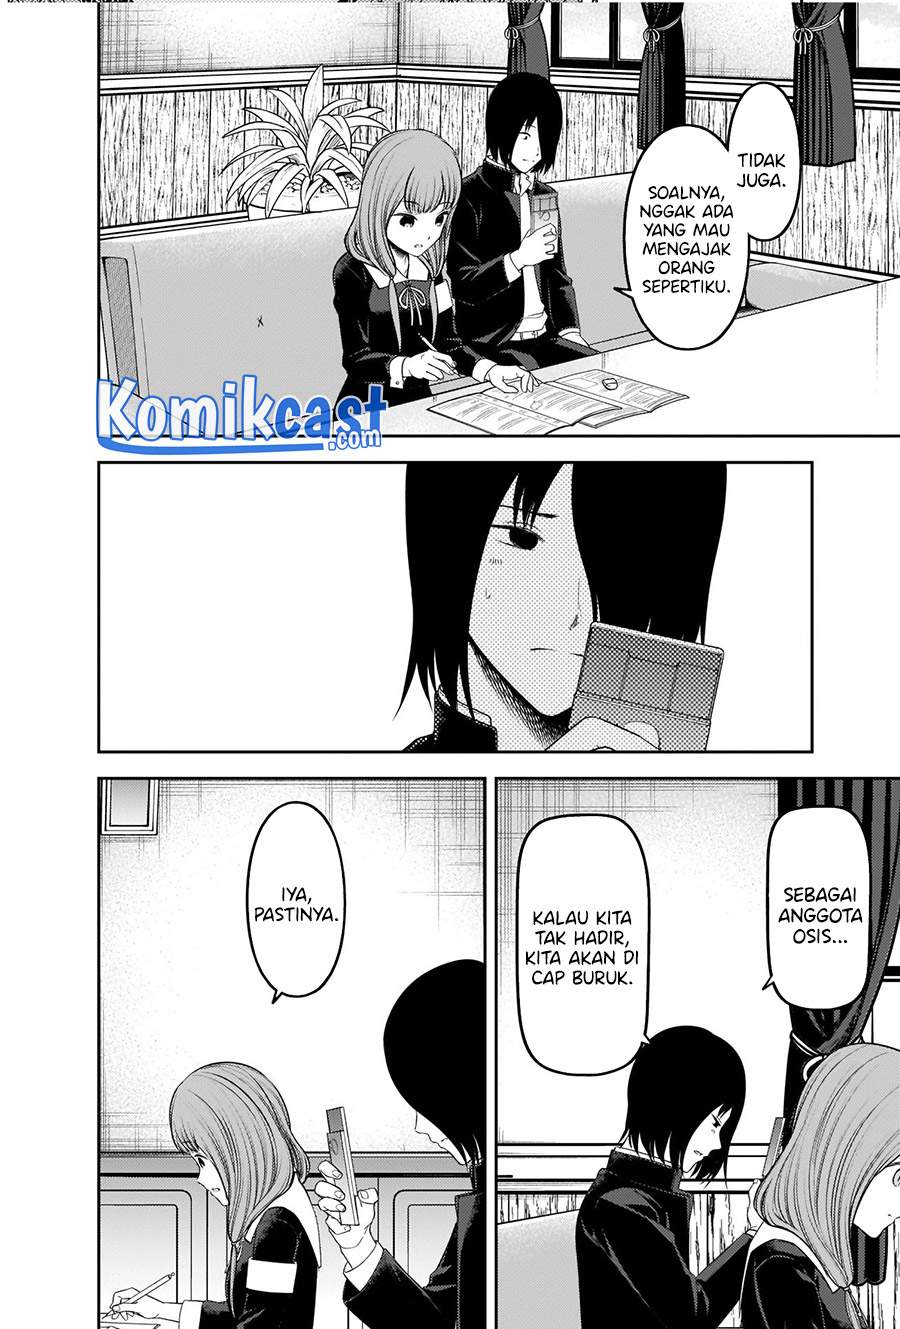 TIDAK
JUGA.
SOALNYA,
NGGAK ADA
YANG MAU
MENGAJAK
ORANG
SEPERTIKU.
Komikcast
.com
SEBAGAI
ANGGOTA
OSIS...
KALAU KITA
TAK HADIR,
KITA AKAN DI
CAP BURUK.
IYA,
PASTINYA.